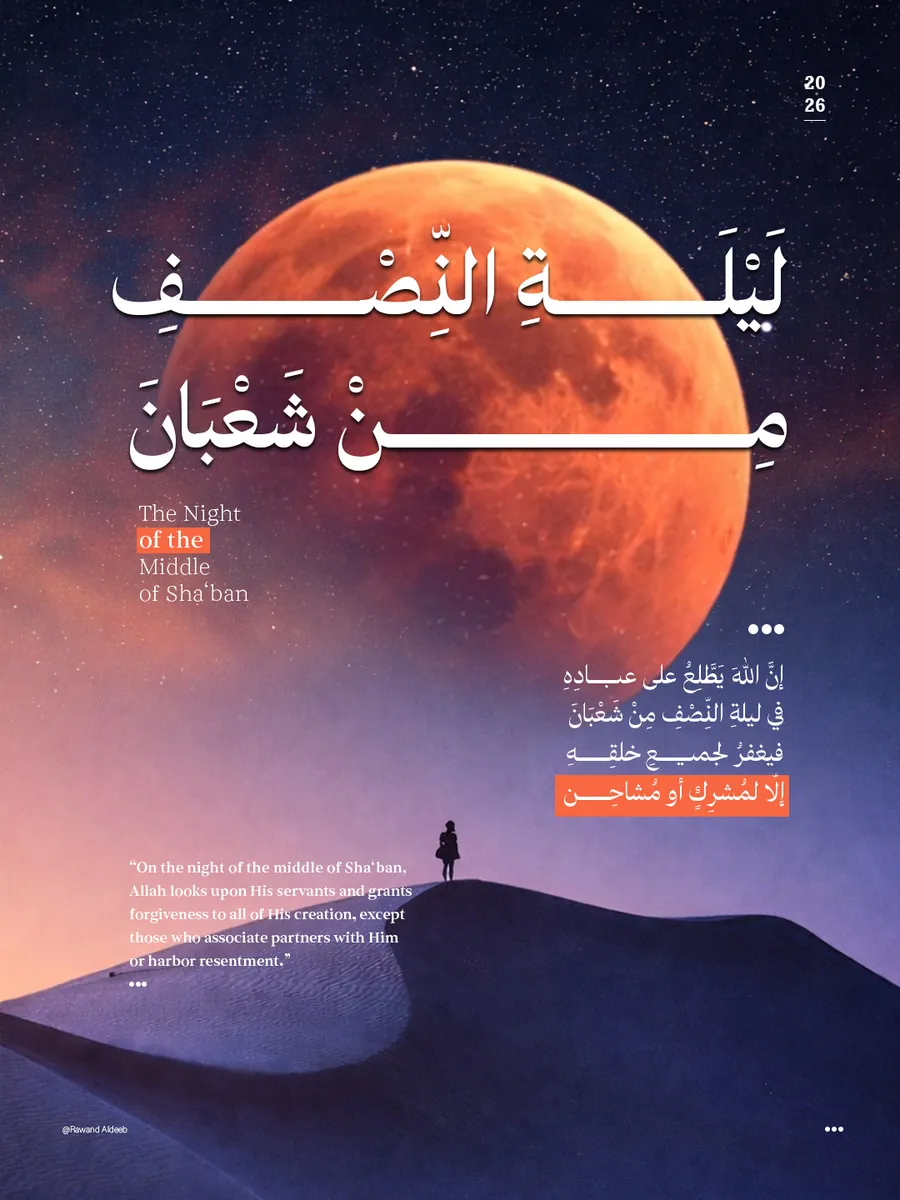 20
26
لَيْلَـــــةِ النِّصْـــــفِ
مِـــــنْ شَعْبَانَ
The Night
of the
Middle
of Sha‘ban
•••
إنَّ اللهَ يَطَّلِعُ على عبـــادِهِ
في ليلةِ النِّصْفِ مِنْ شَعْبَانَ
فيغفرُ لجميـــعِ خلقِـــهِ
إلّا لمُشرِكٍ أو مُشاحِـــن
“On the night of the middle of Sha‘ban,
Allah looks upon His servants and grants
forgiveness to all of His creation, except
those who associate partners with Him
or harbor resentment.”
•••
@Rawand Aldeeb
•••